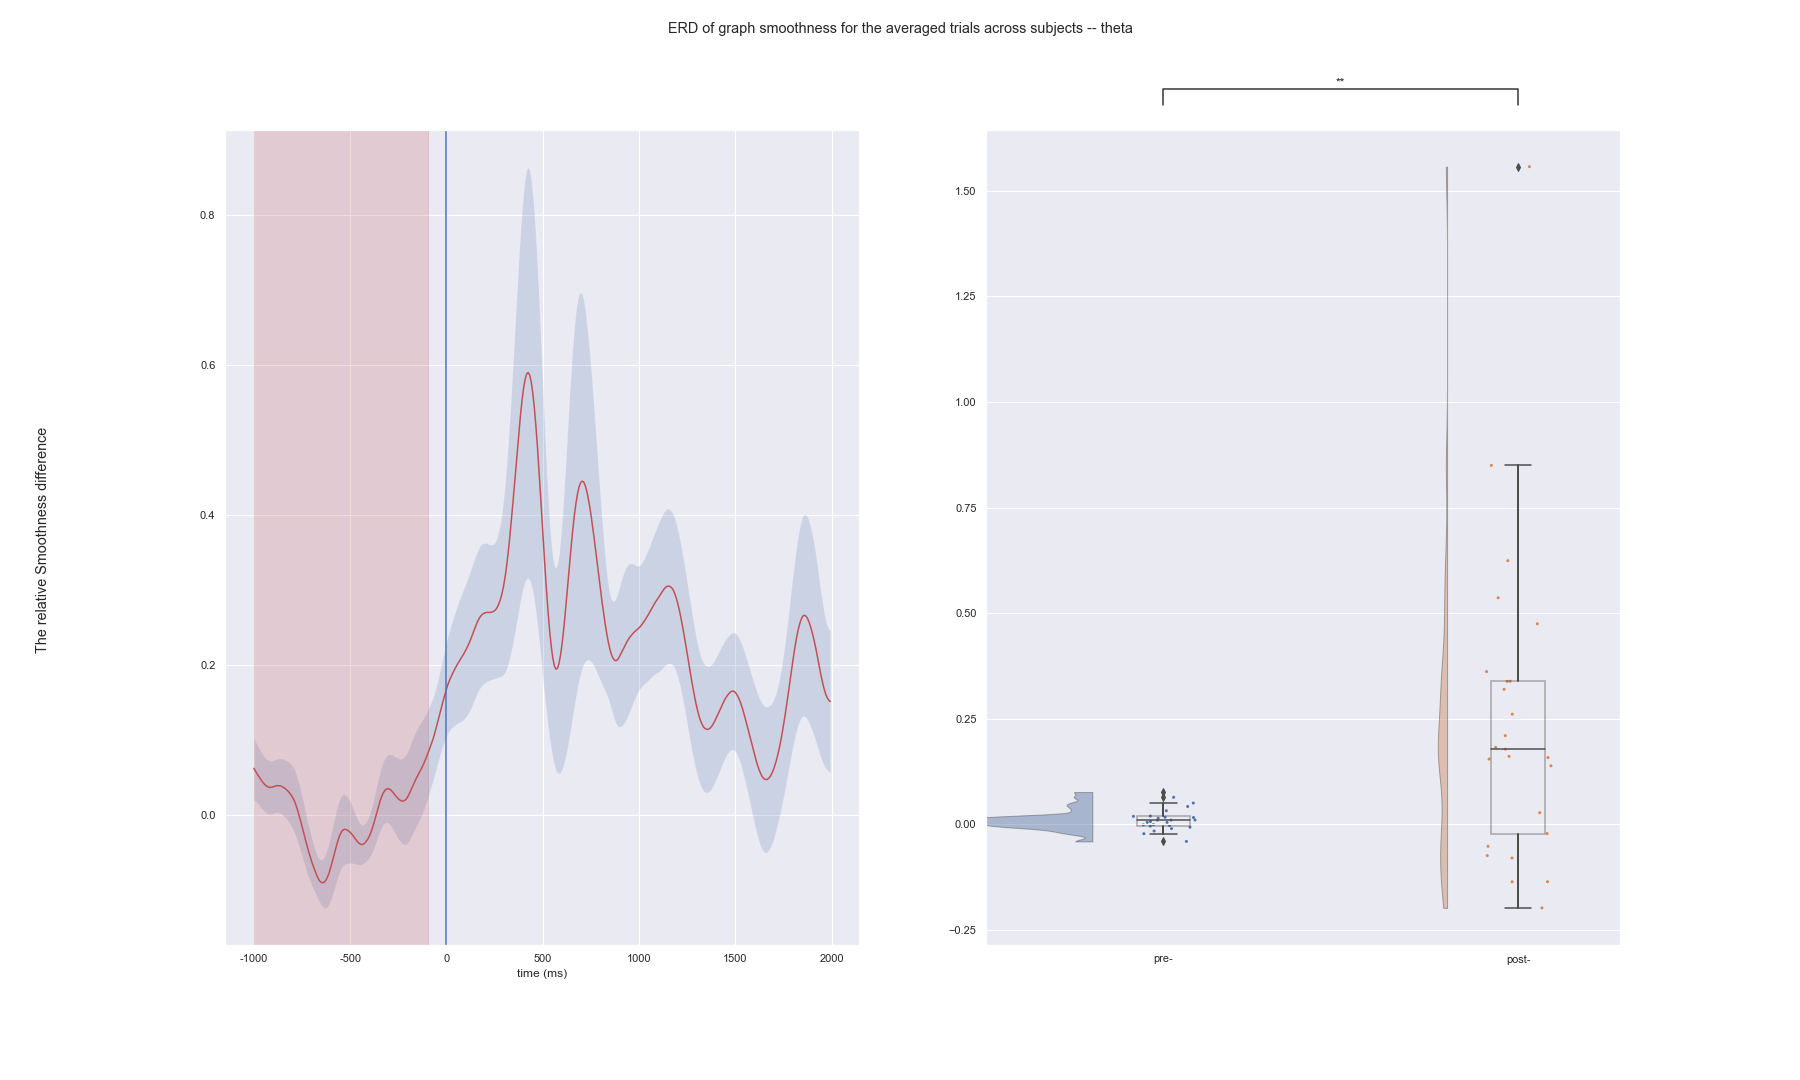 ERD of graph smoothness for the averaged trials across subjects -- theta
The relative Smoothness difference
0.8
0.6
0.4
0.2
0.0
-1000 -500 0 500 1000 1500 2000
time (ms)
**
1.50
1.25
1.00
0.75
0.50
0.25
0.00
−0.25
pre- post-